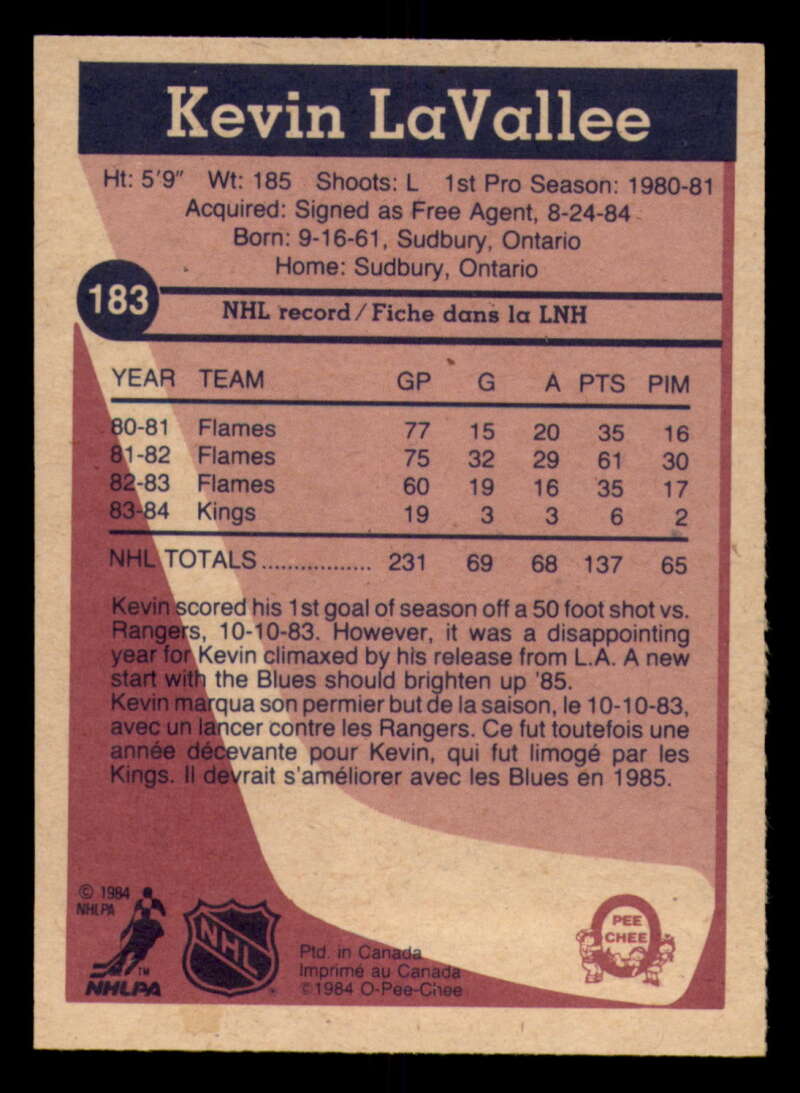 Kevin LaVallee
Ht: 5'9" Wt: 185 Shoots: L 1st Pro Season: 1980-81
Acquired: Signed as Free Agent, 8-24-84
Born: 9-16-61, Sudbury, Ontario
Home: Sudbury, Ontario
183
NHL record/Fiche dans la LNH
YEAR TEAM GP G A PTS PIM
80-81 Flames 77 15 20 35 16
81-82 Flames 75 32 29 61 30
82-83 Flames 60 19 16 35 17
83-84 Kings 19 3 3 6 2
NHL TOTALS................ 231 69 68 137 65
Kevin scored his 1st goal of season off a 50 foot shot vs.
Rangers, 10-10-83. However, it was a disappointing
year for Kevin climaxed by his release from L.A. A new
start with the Blues should brighten up '85.
Kevin marqua son permier but de la saison, le 10-10-83,
avec un lancer contre les Rangers. Ce fut toutefois une
année décevante pour Kevin, qui fut limogé par les
Kings. Il devrait s'améliorer avec les Blues en 1985.
© 1984
NHLPA
TM
NHLPA
NHL
®
Ptd. in Canada
Imprimé au Canada
©1984 O-Pee-Chee
PEE
CHEE